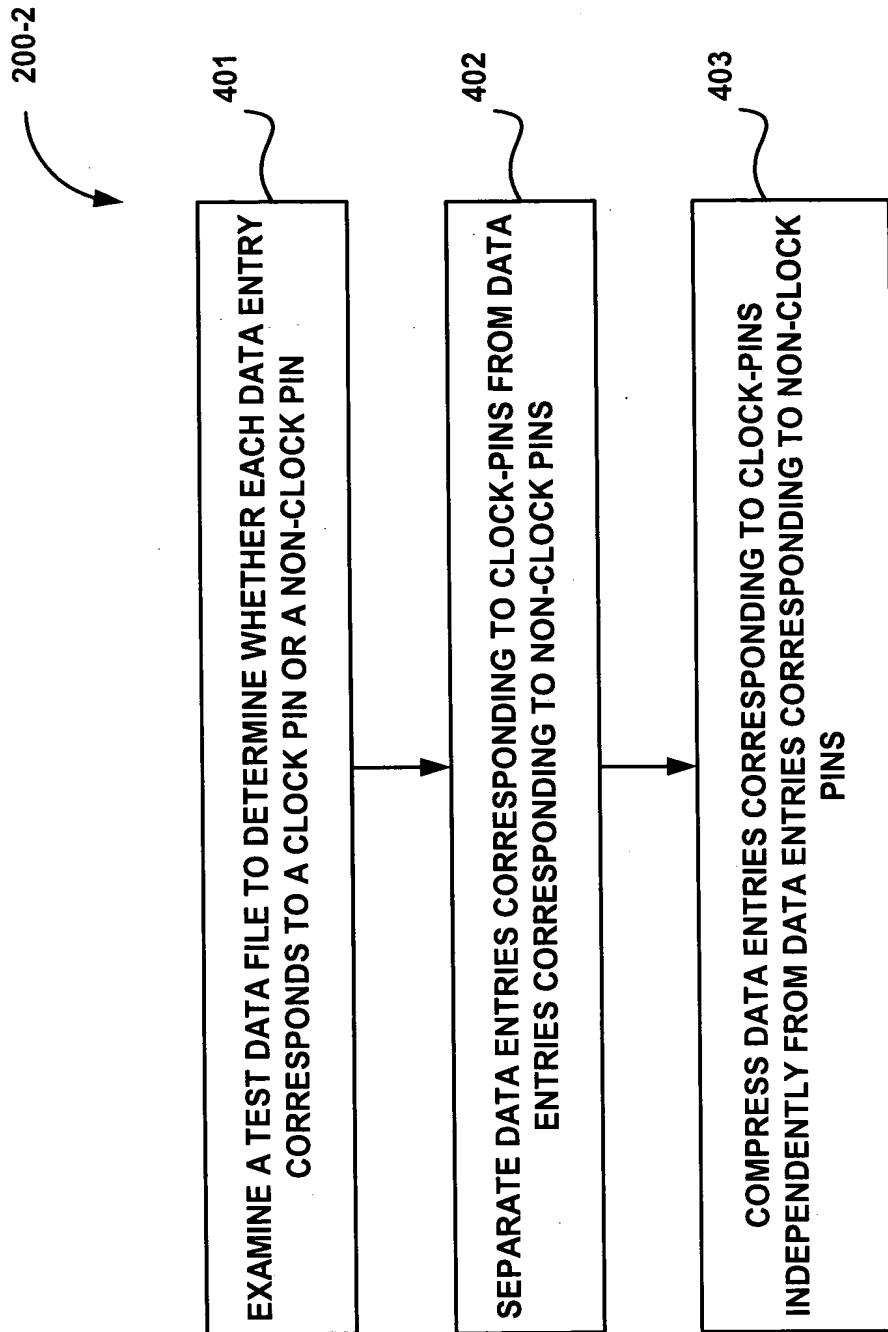 200-2
401
EXAMINE A TEST DATA FILE TO DETERMINE WHETHER EACH DATA ENTRY
CORRESPONDS TO A CLOCK PIN OR A NON-CLOCK PIN
402
SEPARATE DATA ENTRIES CORRESPONDING TO CLOCK-PINS FROM DATA
ENTRIES CORRESPONDING TO NON-CLOCK PINS
403
COMPRESS DATA ENTRIES CORRESPONDING TO CLOCK-PINS
INDEPENDENTLY FROM DATA ENTRIES CORRESPONDING TO NON-CLOCK
PINS